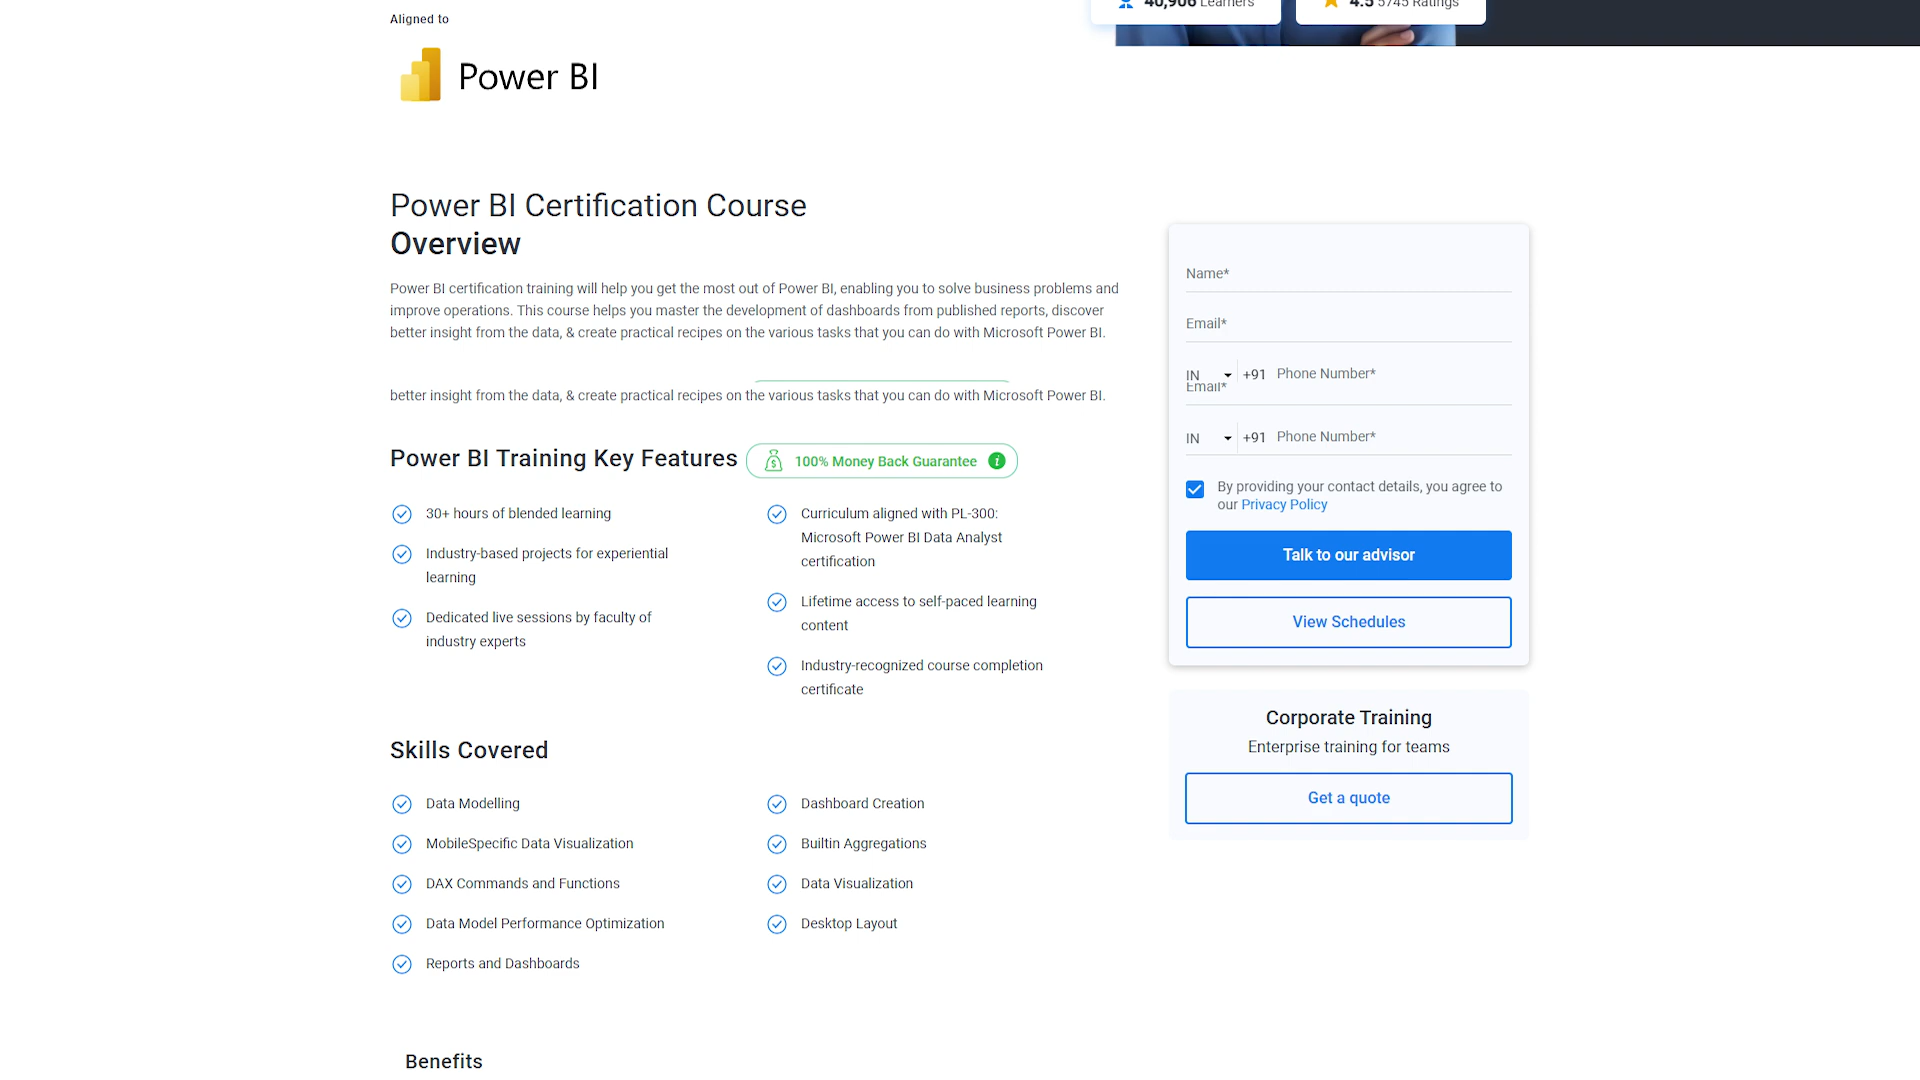 Aligned to
40,906 Learners
4.5 5745 Ratings
Power BI
Power BI Certification Course
Overview
Power BI certification training will help you get the most out of Power BI, enabling you to solve business problems and
improve operations. This course helps you master the development of dashboards from published reports, discover
better insight from the data, & create practical recipes on the various tasks that you can do with Microsoft Power BI.
better insight from the data, & create practical recipes on the various tasks that you can do with Microsoft Power BI.
Power BI Training Key Features
100% Money Back Guarantee
30+ hours of blended learning
Industry-based projects for experiential
learning
Dedicated live sessions by faculty of
industry experts
Curriculum aligned with PL-300:
Microsoft Power BI Data Analyst
certification
Lifetime access to self-paced learning
content
Industry-recognized course completion
certificate
Skills Covered
Data Modelling
MobileSpecific Data Visualization
DAX Commands and Functions
Data Model Performance Optimization
Reports and Dashboards
Dashboard Creation
Builtin Aggregations
Data Visualization
Desktop Layout
Benefits
Name*
Email*
IN +91 Phone Number*
Email*
IN +91 Phone Number*
By providing your contact details, you agree to
our Privacy Policy
Talk to our advisor
View Schedules
Corporate Training
Enterprise training for teams
Get a quote